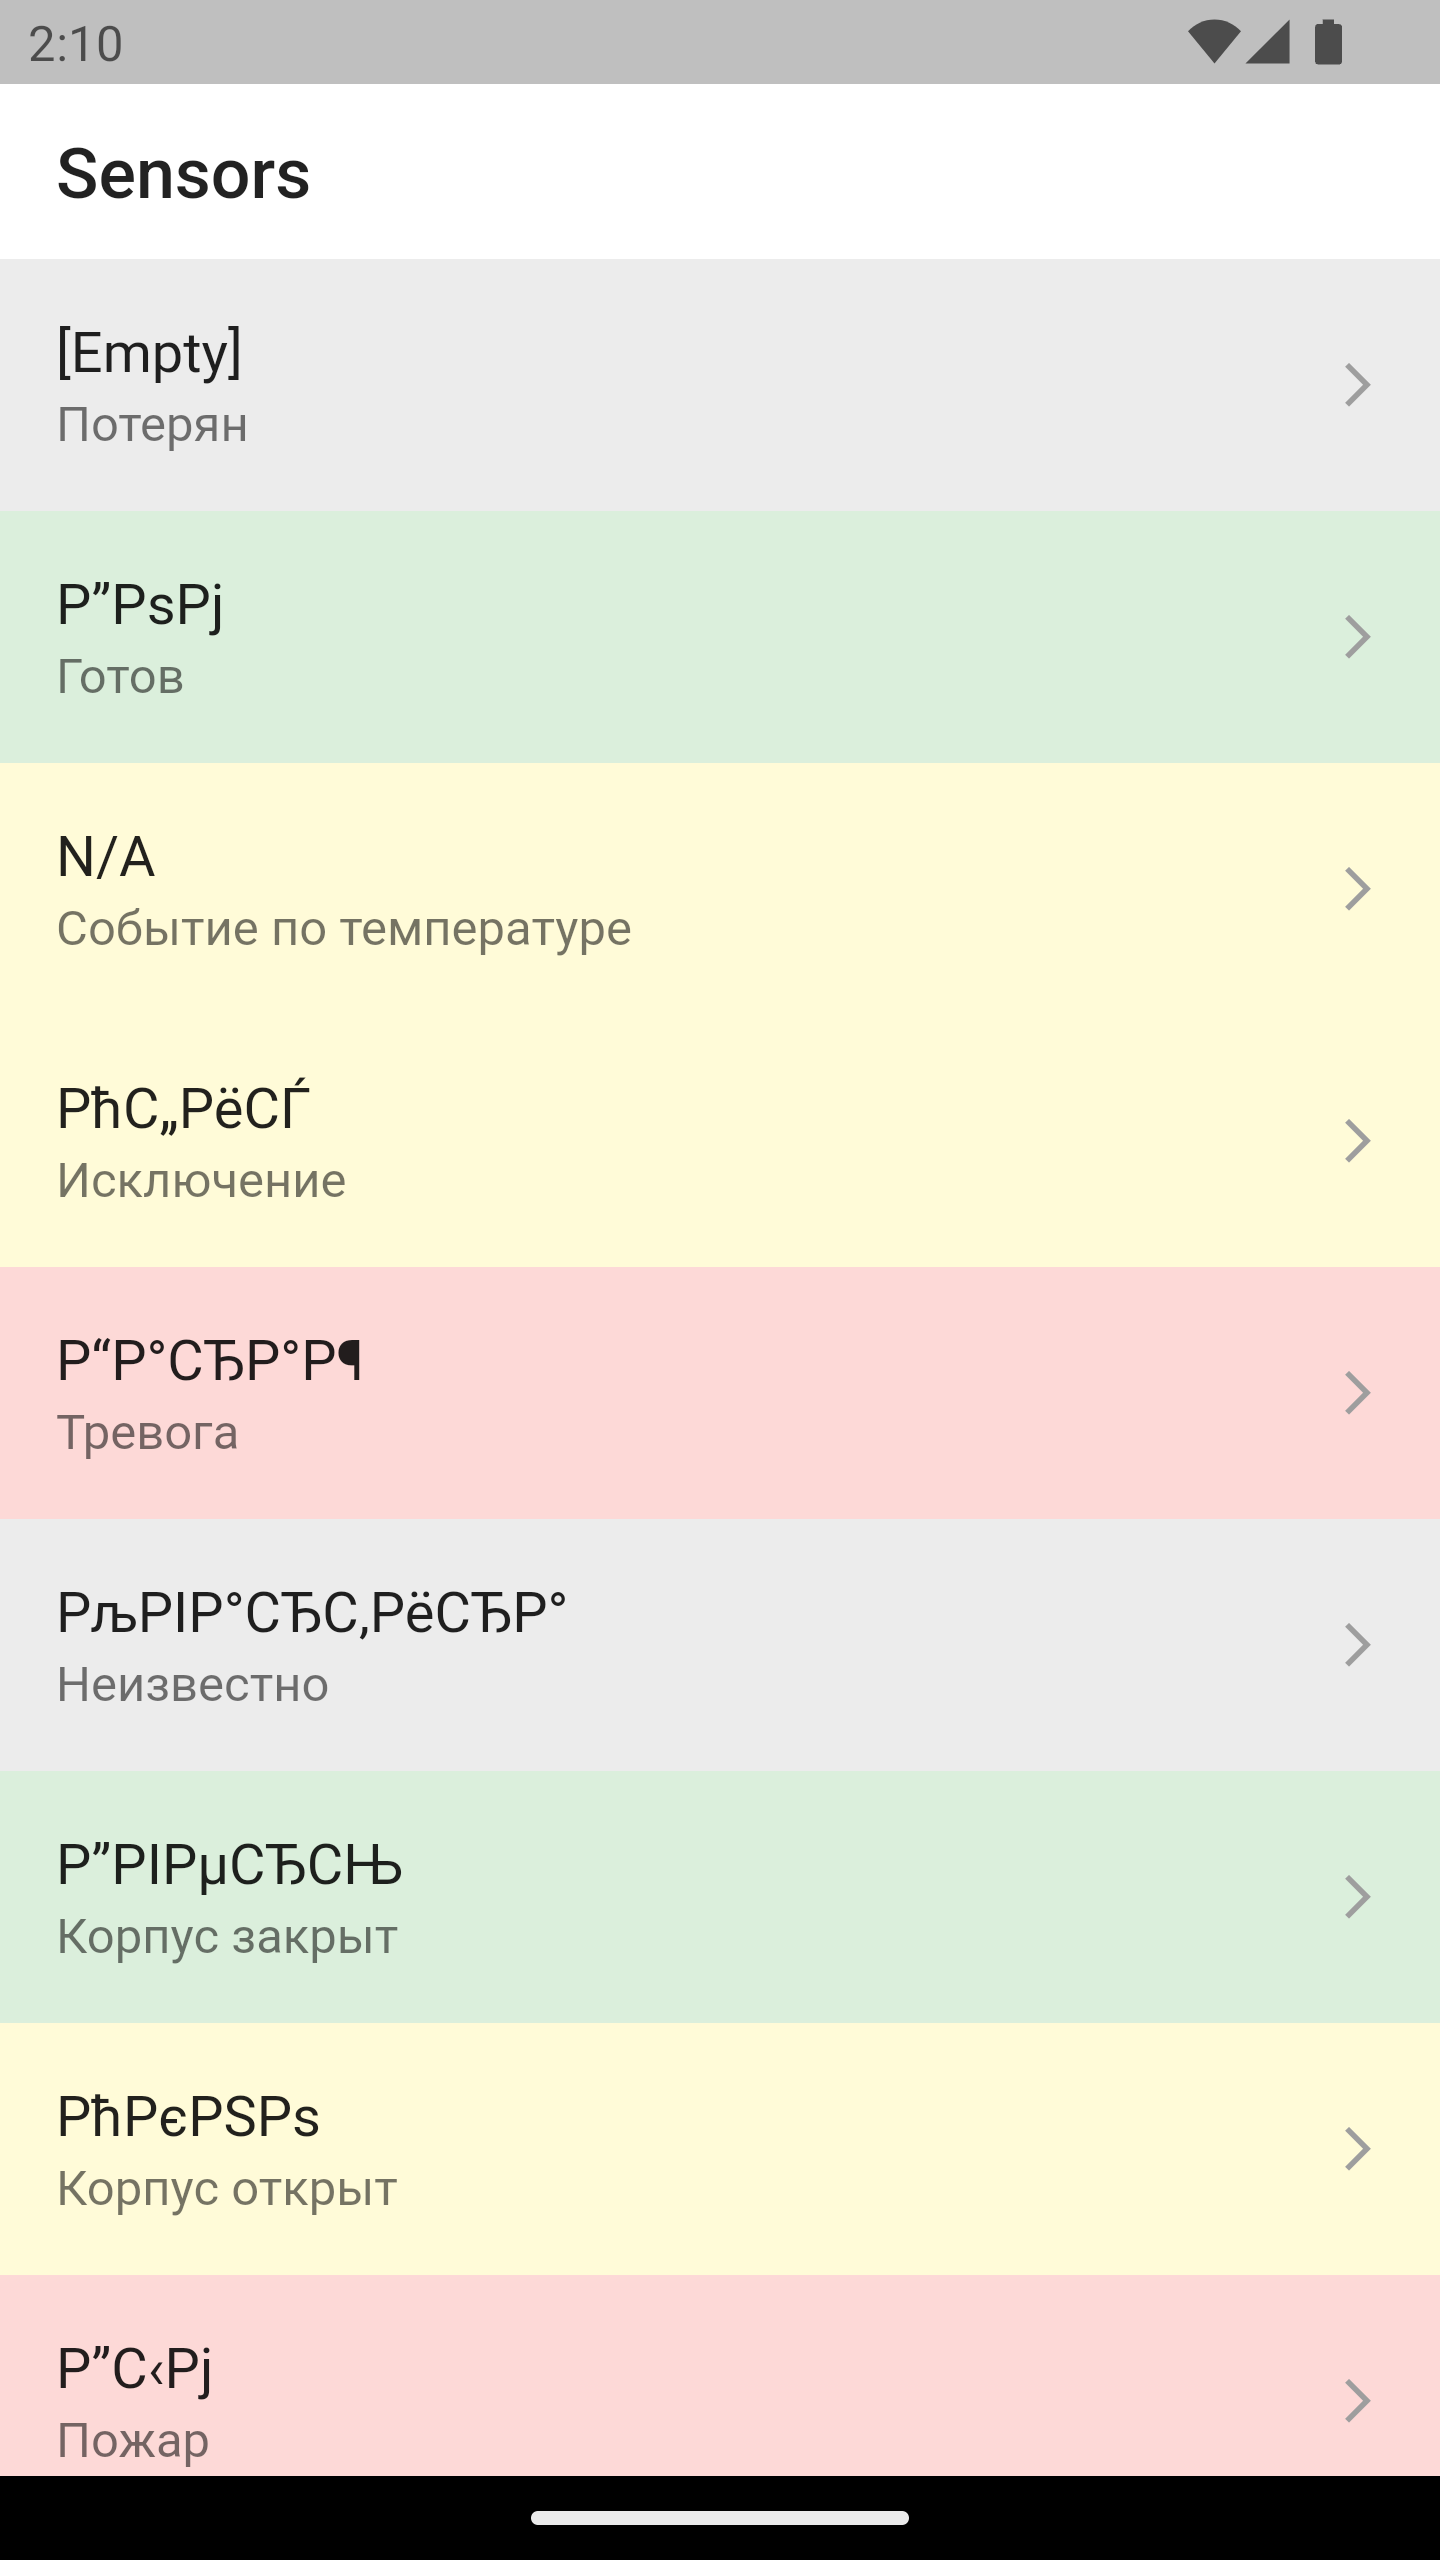 2:10
Sensors
[Empty]
Потерян
Р”РѕРј
Готов
N/A
Событие по температуре
РћС„РёСЃ
Исключение
Р“Р°СЂР°Р¶
Тревога
РљРІР°СЂС‚РёСЂР°
Неизвестно
Р”РІРµСЂСЊ
Корпус закрыт
РћРєРЅРѕ
Корпус открыт
Р”С‹Рј
Пожар